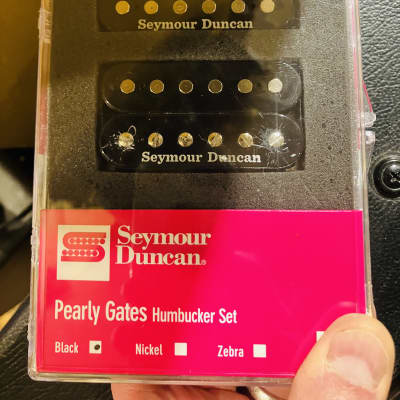 Seymour Duncan
Seymour Duncan
Seymour
Duncan®
Pearly Gates Humbucker Set
Black Nickel Zebra